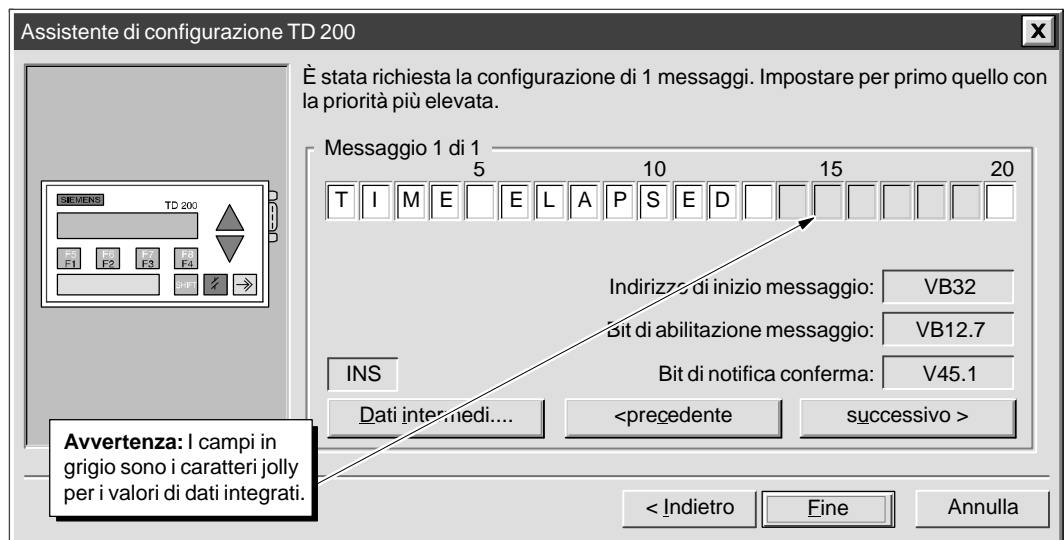 Assistente di configurazione TD 200
X
È stata richiesta la configurazione di 1 messaggi. Impostare per primo quello con
la priorità più elevata.
Messaggio 1 di 1
5 10 15 20
T I M E E L A P S E D
SIEMENS
TD 200
F5 F6 F7 F8
F1 F2 F3 F4
SHIFT
Indirizzo di inizio messaggio: VB32
Bit di abilitazione messaggio: VB12.7
INS
Bit di notifica conferma: V45.1
Dati intermedi.... <precedente successivo >
Avvertenza: I campi in
grigio sono i caratteri jolly
per i valori di dati integrati.
< Indietro Fine Annulla